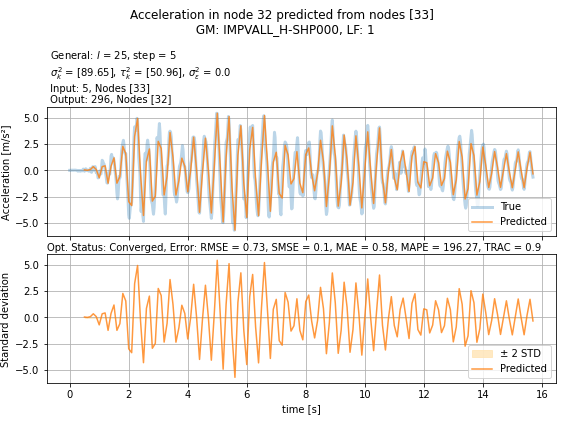 Acceleration in node 32 predicted from nodes [33]
GM: IMPVALL_H-SHP000, LF: 1
General: l = 25, step = 5
σ²ₖ = [89.65], τ²ₖ = [50.96], σ²ε = 0.0
Input: 5, Nodes [33]
Output: 296, Nodes [32]
Acceleration [m/s²]
5.0
2.5
0.0
−2.5
−5.0
True
Predicted
Opt. Status: Converged, Error: RMSE = 0.73, SMSE = 0.1, MAE = 0.58, MAPE = 196.27, TRAC = 0.9
Standard deviation
5.0
2.5
0.0
−2.5
−5.0
± 2 STD
Predicted
0 2 4 6 8 10 12 14 16
time [s]